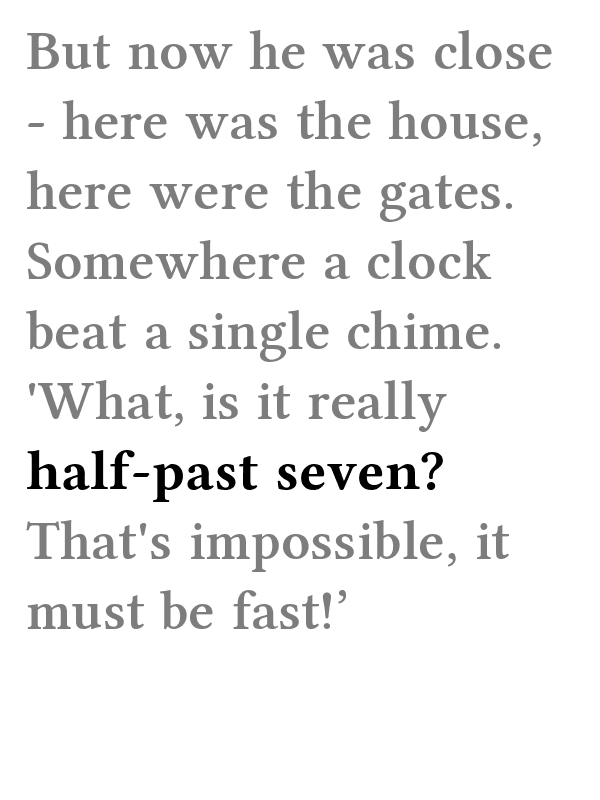 But now he was close
- here was the house,
here were the gates.
Somewhere a clock
beat a single chime.
'What, is it really
half-past seven?
That's impossible, it
must be fast!’